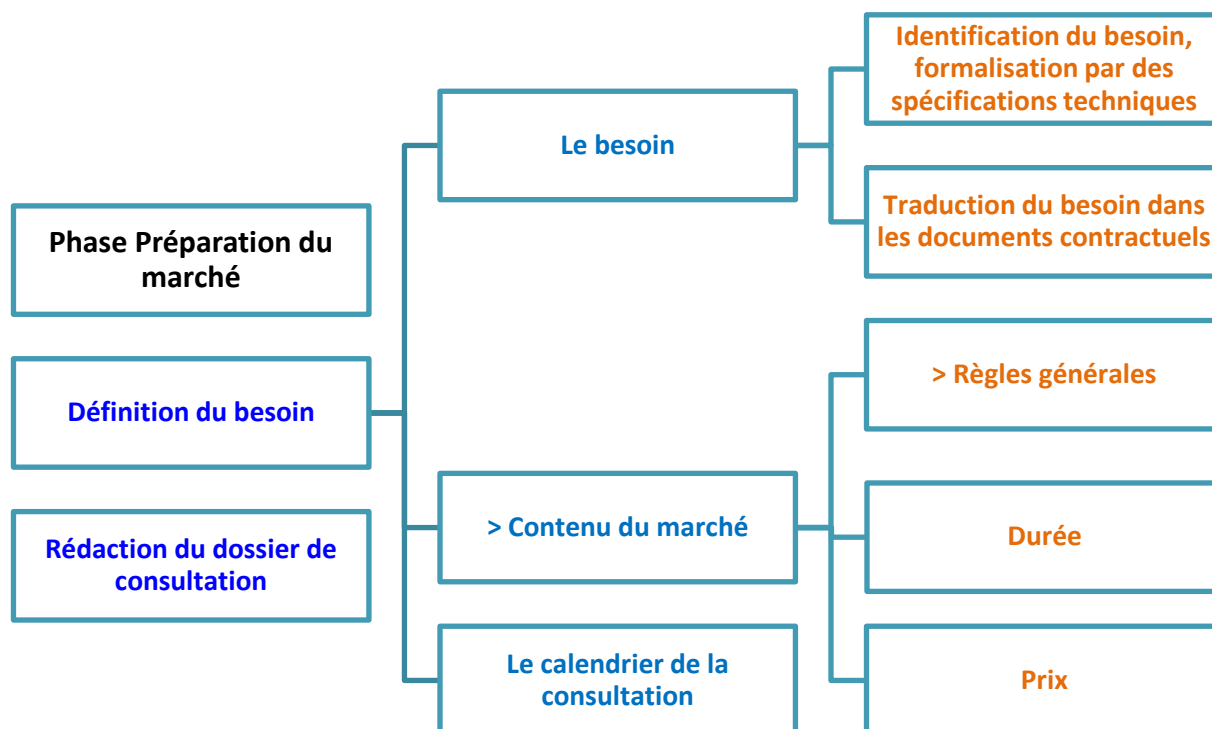 Phase Préparation du
marché
Définition du besoin
Rédaction du dossier de
consultation
Le besoin
> Contenu du marché
Le calendrier de la
consultation
Identification du besoin,
formalisation par des
spécifications techniques
Traduction du besoin dans
les documents contractuels
> Règles générales
Durée
Prix